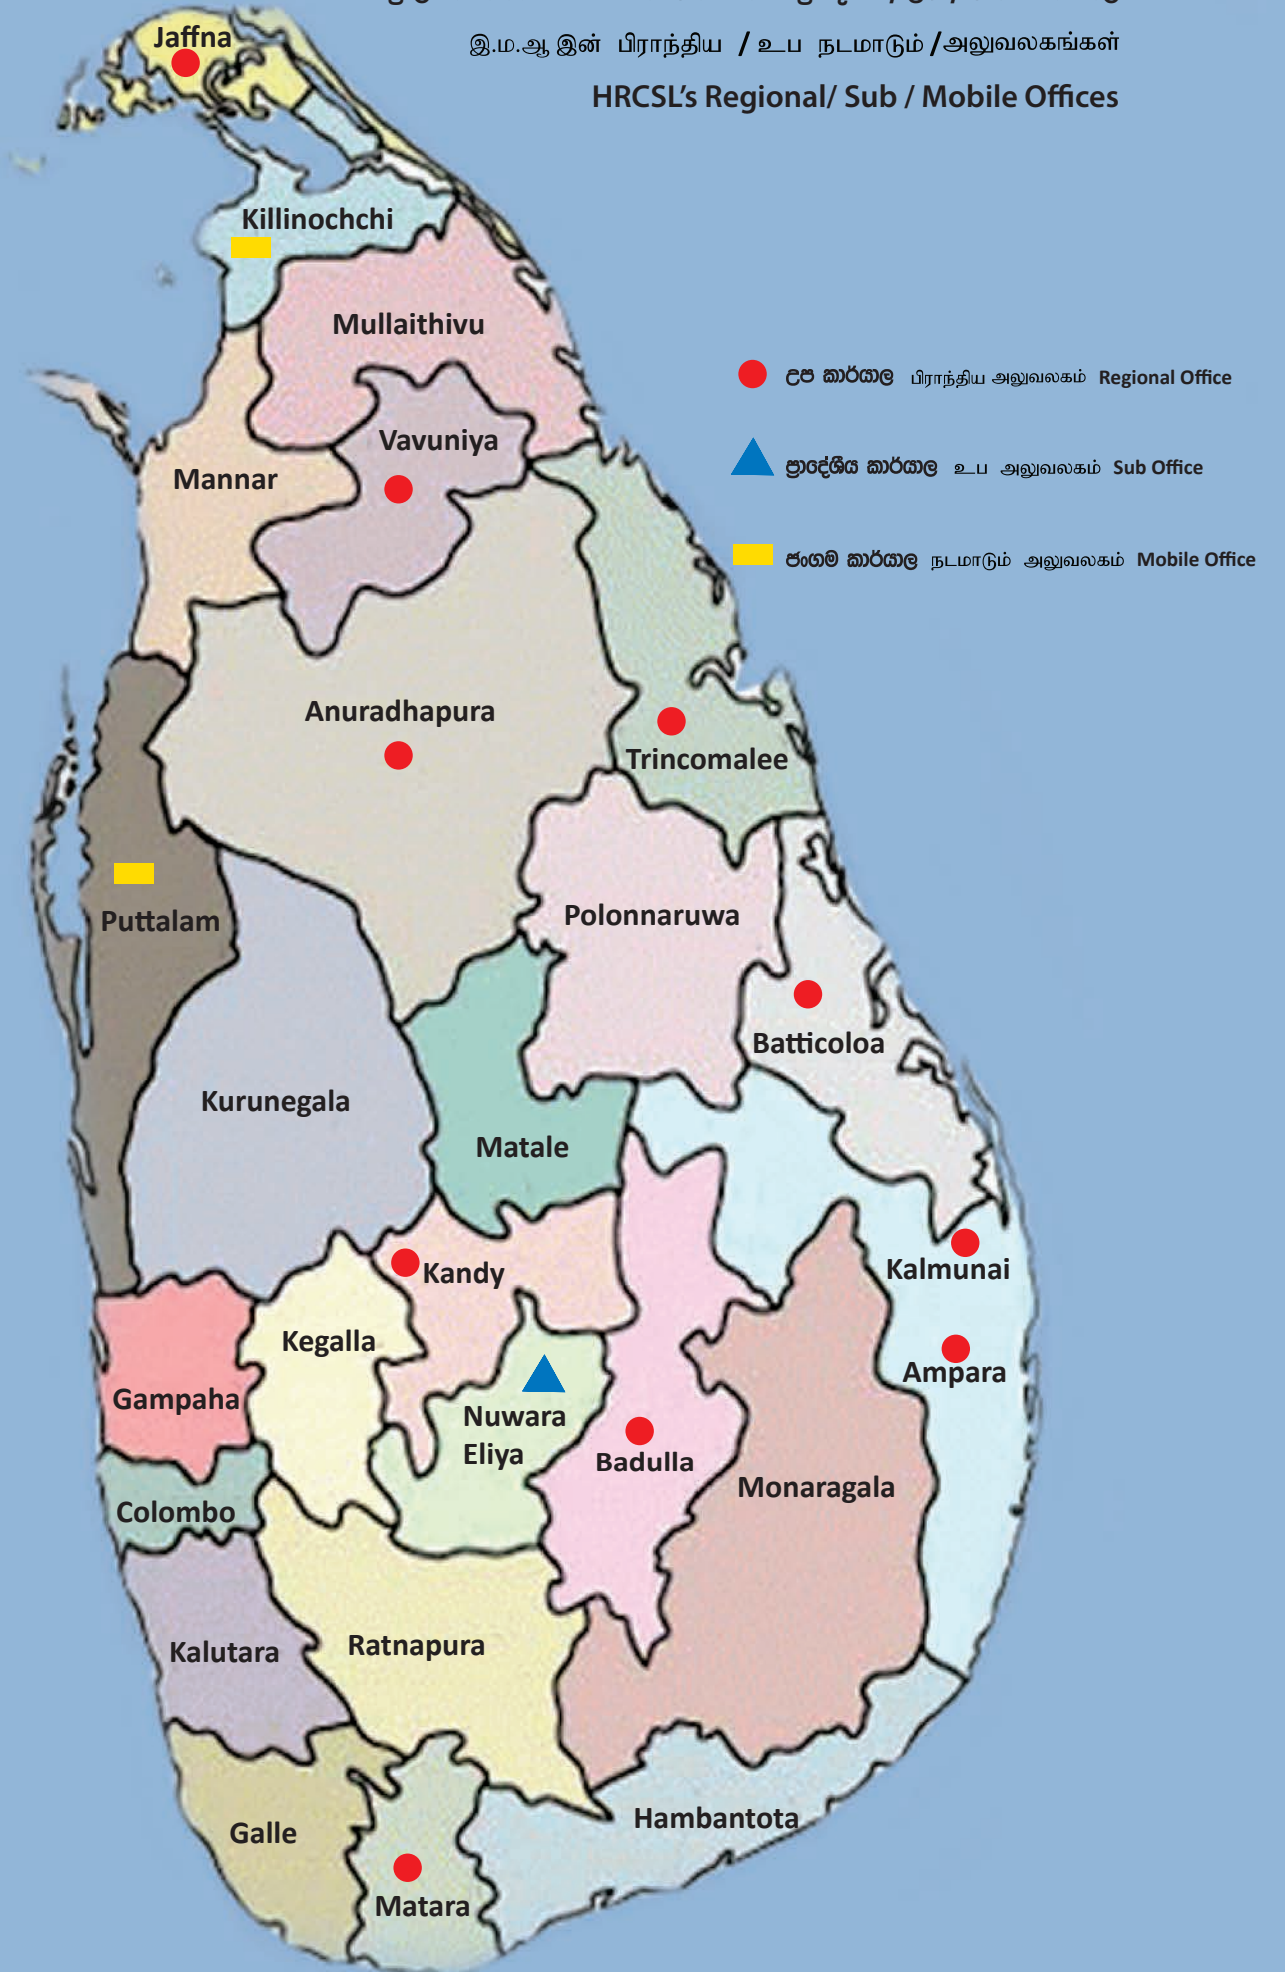 இ.ம.ஆ இன் பிராந்திய / உப நடமாடும் /அலுவலகங்கள்
HRCSL's Regional/ Sub / Mobile Offices
Jaffna
Killinochchi
Mullaithivu
උප කාර්යාල பிராந்திய அலுவலகம் Regional Office
Vavuniya
ප්‍රාදේශීය කාර්යාල உப அலுவலகம் Sub Office
Mannar
ජංගම කාර්යාල நடமாடும் அலுவலகம் Mobile Office
Anuradhapura
Trincomalee
Polonnaruwa
Puttalam
Batticoloa
Kurunegala
Matale
Kalmunai
Kandy
Kegalla
Ampara
Gampaha
Nuwara
Eliya
Badulla
Monaragala
Colombo
Ratnapura
Kalutara
Hambantota
Galle
Matara